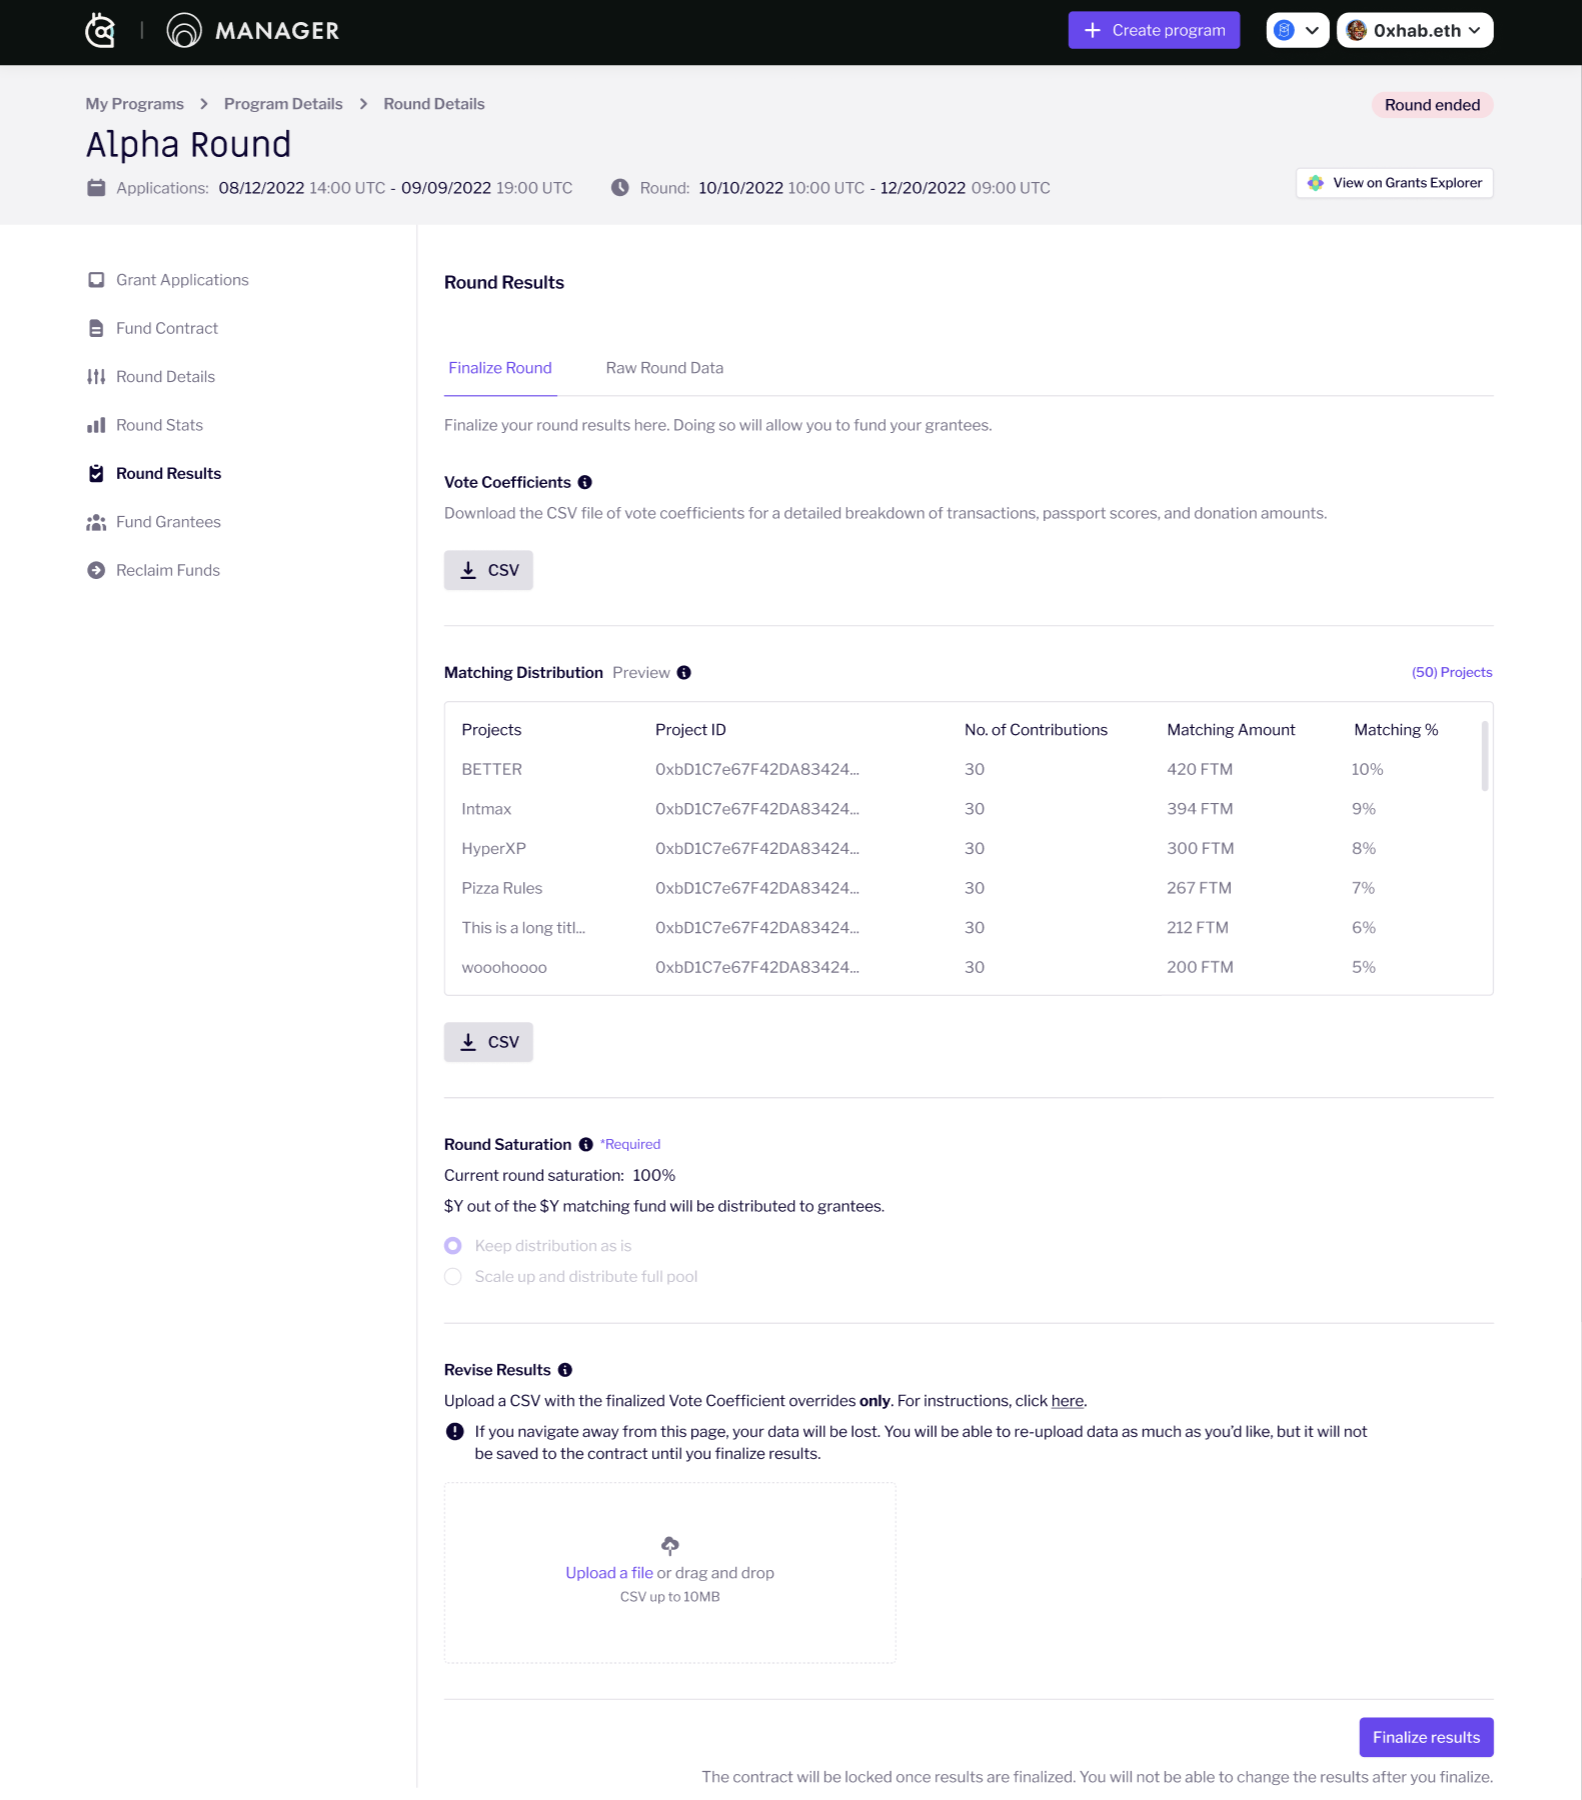 MANAGER
Create program
0xhab.eth
My Programs > Program Details > Round Details
Round ended
Alpha Round
Applications: 08/12/2022 14:00 UTC - 09/09/2022 19:00 UTC
Round: 10/10/2022 10:00 UTC - 12/20/2022 09:00 UTC
View on Grants Explorer
Grant Applications
Fund Contract
Round Details
Round Stats
Round Results
Fund Grantees
Reclaim Funds
Round Results
Finalize Round
Raw Round Data
Finalize your round results here. Doing so will allow you to fund your grantees.
Vote Coefficients
Download the CSV file of vote coefficients for a detailed breakdown of transactions, passport scores, and donation amounts.
CSV
Matching Distribution Preview
(50) Projects
Projects Project ID No. of Contributions Matching Amount Matching %
BETTER 0xbD1C7e67F42DA83424... 30 420 FTM 10%
Intmax 0xbD1C7e67F42DA83424... 30 394 FTM 9%
HyperXP 0xbD1C7e67F42DA83424... 30 300 FTM 8%
Pizza Rules 0xbD1C7e67F42DA83424... 30 267 FTM 7%
This is a long titl... 0xbD1C7e67F42DA83424... 30 212 FTM 6%
wooohoooo 0xbD1C7e67F42DA83424... 30 200 FTM 5%
CSV
Round Saturation *Required
Current round saturation: 100%
$Y out of the $Y matching fund will be distributed to grantees.
Keep distribution as is
Scale up and distribute full pool
Revise Results
Upload a CSV with the finalized Vote Coefficient overrides only. For instructions, click here.
If you navigate away from this page, your data will be lost. You will be able to re-upload data as much as you'd like, but it will not
be saved to the contract until you finalize results.
Upload a file or drag and drop
CSV up to 10MB
Finalize results
The contract will be locked once results are finalized. You will not be able to change the results after you finalize.